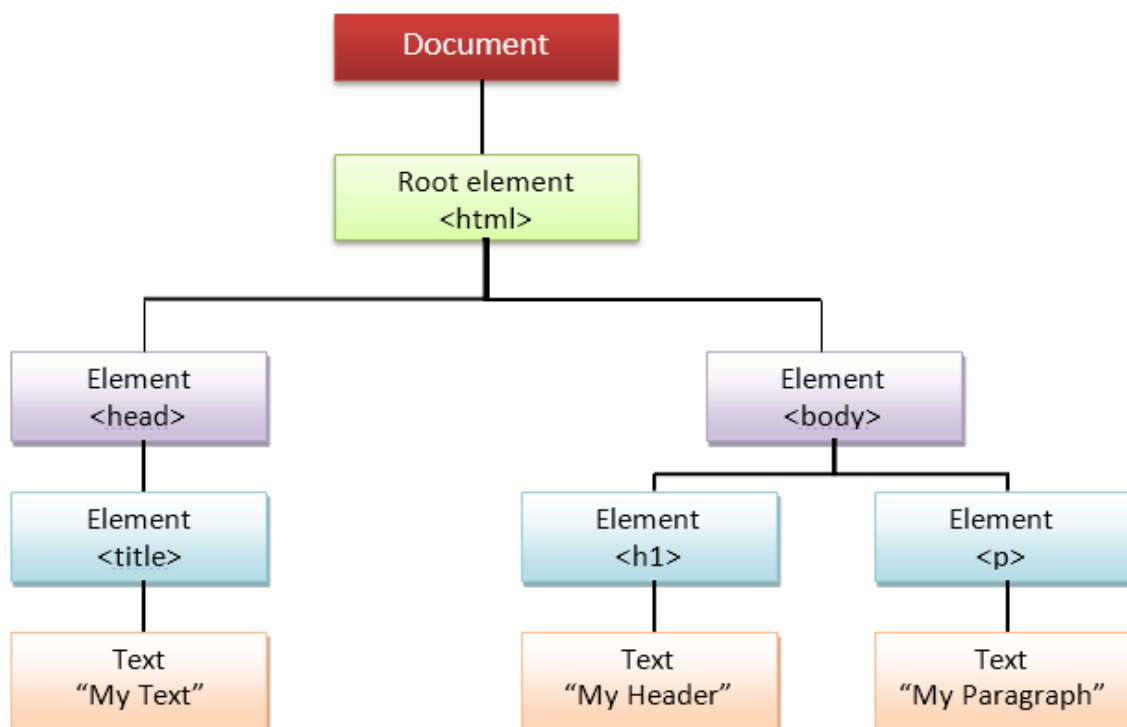 Document
Root element
<html>
Element
<head>
Element
<body>
Element
<title>
Element
<h1>
Element
<p>
Text
“My Text”
Text
“My Header”
Text
“My Paragraph”